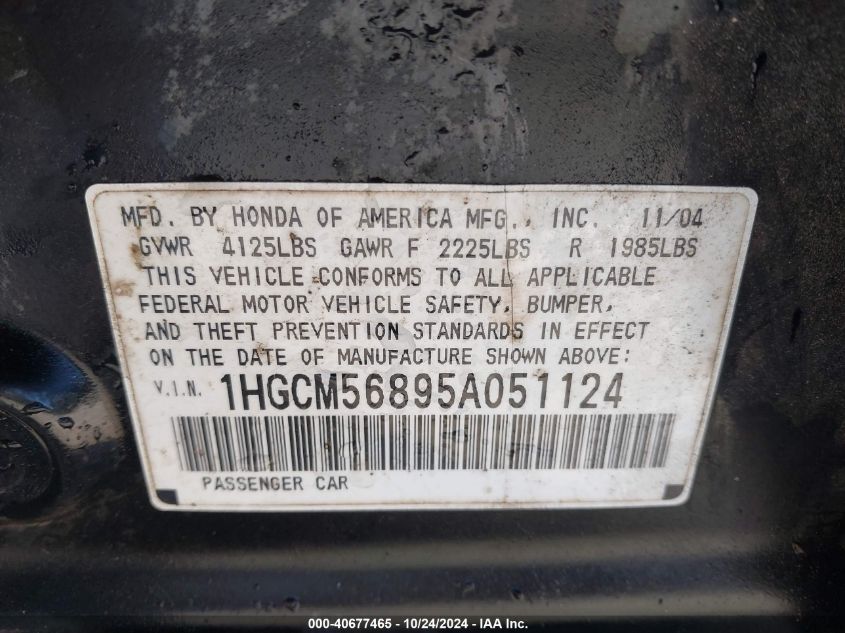 MFD. BY HONDA OF AMERICA MFG., INC. 11/04
GVWR 4125LBS GAWR F 2225LBS R 1985LBS
THIS VEHICLE CONFORMS TO ALL APPLICABLE
FEDERAL MOTOR VEHICLE SAFETY, BUMPER,
AND THEFT PREVENTION STANDARDS IN EFFECT
ON THE DATE OF MANUFACTURE SHOWN ABOVE:
V.I.N. 1HGCM56895A051124
PASSENGER CAR
000-40677465 - 10/24/2024 - IAA Inc.